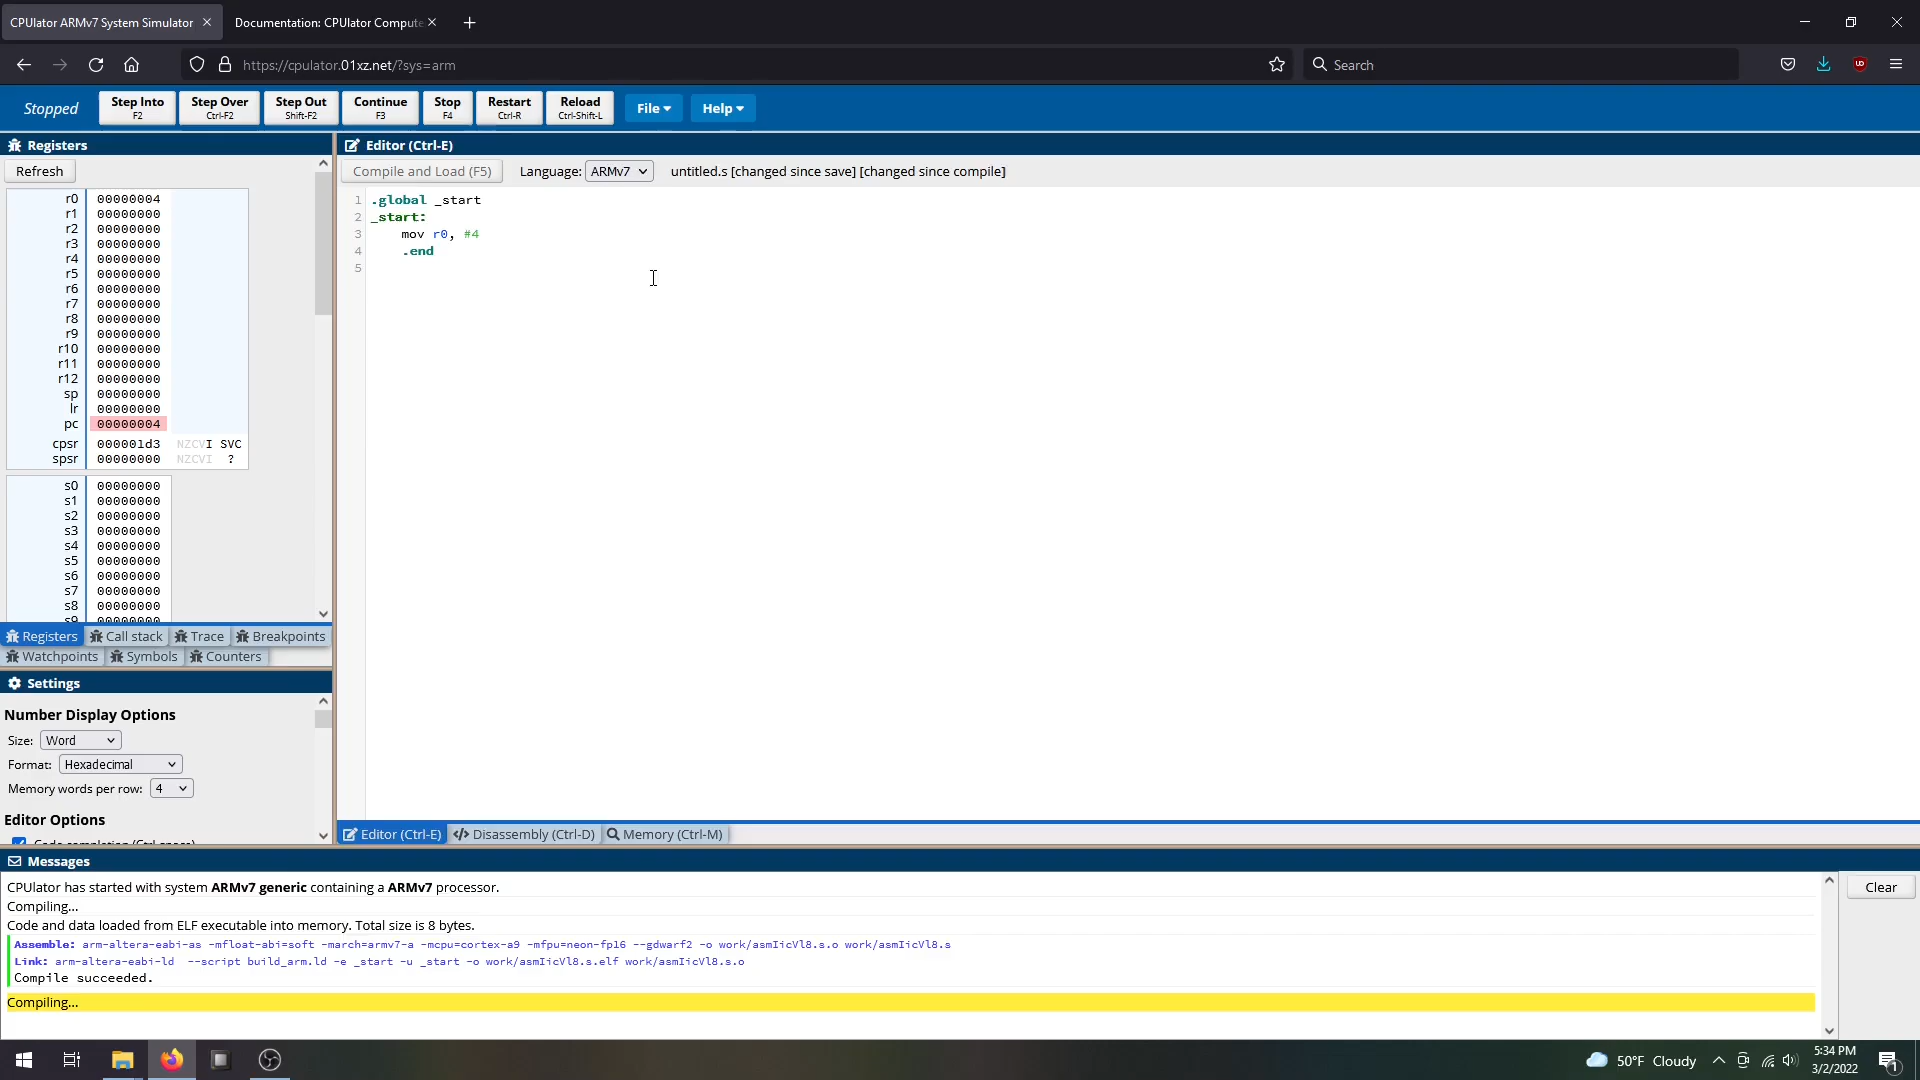 CPUlator ARMv7 System Simulator
Documentation: CPUlator Compute
https://cpulator.01xz.net/?sys=arm
Search
Stopped
Step Into
F2
Step Over
Ctrl-F2
Step Out
Shift-F2
Continue
F3
Stop
F4
Restart
Ctrl-R
Reload
Ctrl-Shift-L
File
Help
Registers
Refresh
r0 00000004
r1 00000000
r2 00000000
r3 00000000
r4 00000000
r5 00000000
r6 00000000
r7 00000000
r8 00000000
r9 00000000
r10 00000000
r11 00000000
r12 00000000
sp 00000000
lr 00000000
pc 00000004
cpsr 000001d3 NZCVI SVC
spsr 00000000 NZCVI ?
s0 00000000
s1 00000000
s2 00000000
s3 00000000
s4 00000000
s5 00000000
s6 00000000
s7 00000000
s8 00000000
s9 00000000
Registers Call stack Trace Breakpoints
Watchpoints Symbols Counters
Settings
Number Display Options
Size: Word
Format: Hexadecimal
Memory words per row: 4
Editor Options
Code completion (Ctrl-space)
Editor (Ctrl-E)
Compile and Load (F5) Language: ARMv7 untitled.s [changed since save] [changed since compile]
1 .global _start
2 _start:
3 mov r0, #4
4 .end
5
Editor (Ctrl-E) Disassembly (Ctrl-D) Memory (Ctrl-M)
Messages
CPUlator has started with system ARMv7 generic containing a ARMv7 processor.
Clear
Compiling...
Code and data loaded from ELF executable into memory. Total size is 8 bytes.
Assemble: arm-altera-eabi-as -mfloat-abi=soft -march=armv7-a -mcpu=cortex-a9 -mfpu=neon-fp16 --gdwarf2 -o work/asmIicVl8.s.o work/asmIicVl8.s
Link: arm-altera-eabi-ld --script build_arm.ld -e _start -u _start -o work/asmIicVl8.s.elf work/asmIicVl8.s.o
Compile succeeded.
Compiling...
50°F Cloudy
5:34 PM
3/2/2022
1